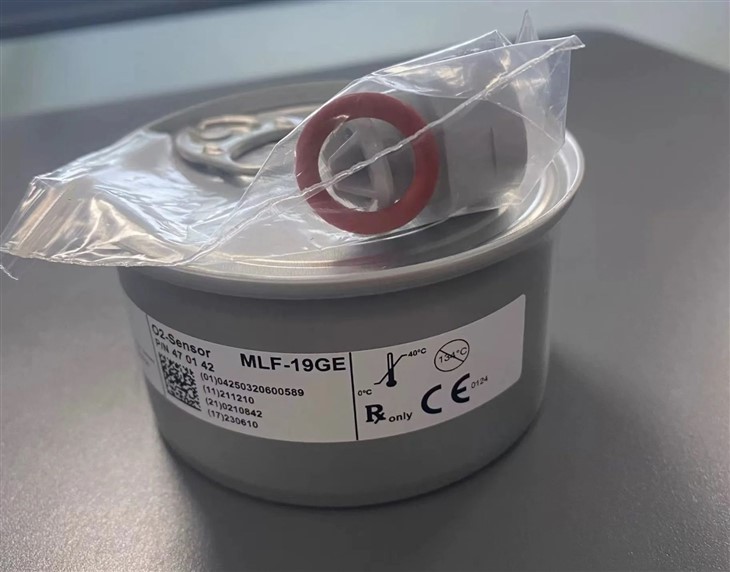 O2-Sensor
P/N 47 01 42
MLF-19GE
(01)04250320600589
(11)211210
(21)0210842
(17)230610
0°C
40°C
134°C
Rx only
CE 0124